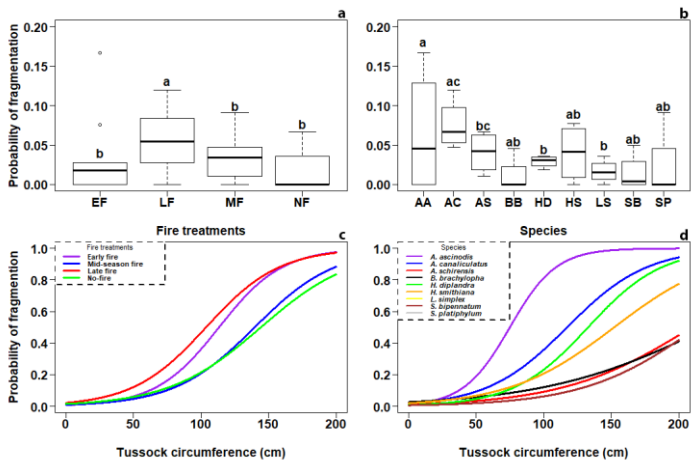 a
b
Probability of fragmentation
0.20
0.15
0.10
0.05
0.00
b
a
b
b
EF
LF
MF
NF
Fire treatments
0.20
0.15
0.10
0.05
0.00
a
ac
bc
ab
b
ab
b
ab
ab
AA
AC
AS
BB
HD
HS
LS
SB
SP
Species
c
Probability of fragmentation
1.0
0.8
0.6
0.4
0.2
0.0
Fire treatments
Early fire
Mid-season fire
Late fire
No-fire
0
50
100
150
200
Tussock circumference (cm)
d
1.0
0.8
0.6
0.4
0.2
0.0
Species
A. ascinodis
A. canaliculatus
A. schirensis
B. brachylopha
H. diplandra
H. smithiana
L. simplex
S. bipennatum
S. platiphylum
0
50
100
150
200
Tussock circumference (cm)